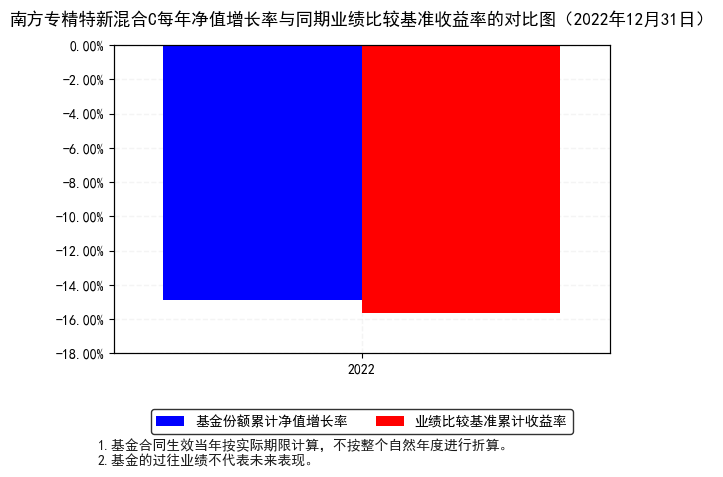 南方专精特新混合C每年净值增长率与同期业绩比较基准收益率的对比图（2022年12月31日）
0.00%
-2.00%
-4.00%
-6.00%
-8.00%
-10.00%
-12.00%
-14.00%
-16.00%
-18.00%
2022
基金份额累计净值增长率 业绩比较基准累计收益率
1.基金合同生效当年按实际期限计算，不按整个自然年度进行折算。
2.基金的过往业绩不代表未来表现。